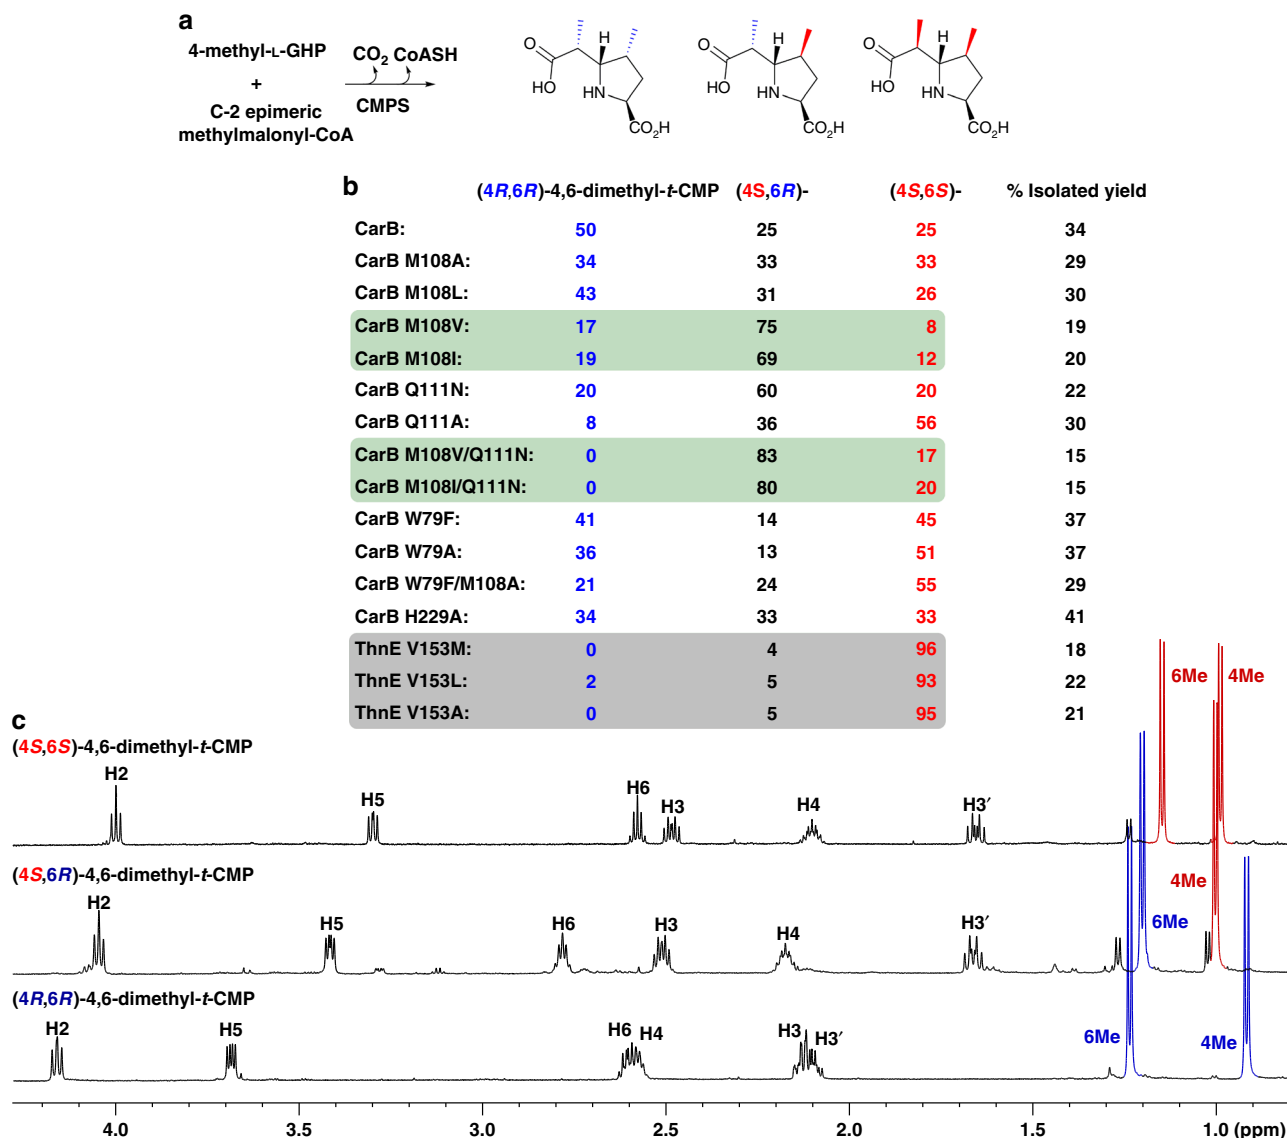 a
4-methyl-L-GHP
+
C-2 epimeric
methylmalonyl-CoA
CO2 CoASH
CMPS
O
HO
H
HN
CO2H
O
HO
H
HN
CO2H
O
HO
H
HN
CO2H
b
(4R,6R)-4,6-dimethyl-t-CMP (4S,6R)- (4S,6S)- % Isolated yield
CarB: 50 25 25 34
CarB M108A: 34 33 33 29
CarB M108L: 43 31 26 30
CarB M108V: 17 75 8 19
CarB M108I: 19 69 12 20
CarB Q111N: 20 60 20 22
CarB Q111A: 8 36 56 30
CarB M108V/Q111N: 0 83 17 15
CarB M108I/Q111N: 0 80 20 15
CarB W79F: 41 14 45 37
CarB W79A: 36 13 51 37
CarB W79F/M108A: 21 24 55 29
CarB H229A: 34 33 33 41
ThnE V153M: 0 4 96 18
ThnE V153L: 2 5 93 22
ThnE V153A: 0 5 95 21
c
(4S,6S)-4,6-dimethyl-t-CMP
H2 H5 H6 H3 H4 H3′ 6Me 4Me
(4S,6R)-4,6-dimethyl-t-CMP
H2 H5 H6 H3 H4 H3′ 6Me 4Me
(4R,6R)-4,6-dimethyl-t-CMP
H2 H5 H6 H4 H3 H3′ 6Me 4Me
4.0 3.5 3.0 2.5 2.0 1.5 1.0 (ppm)